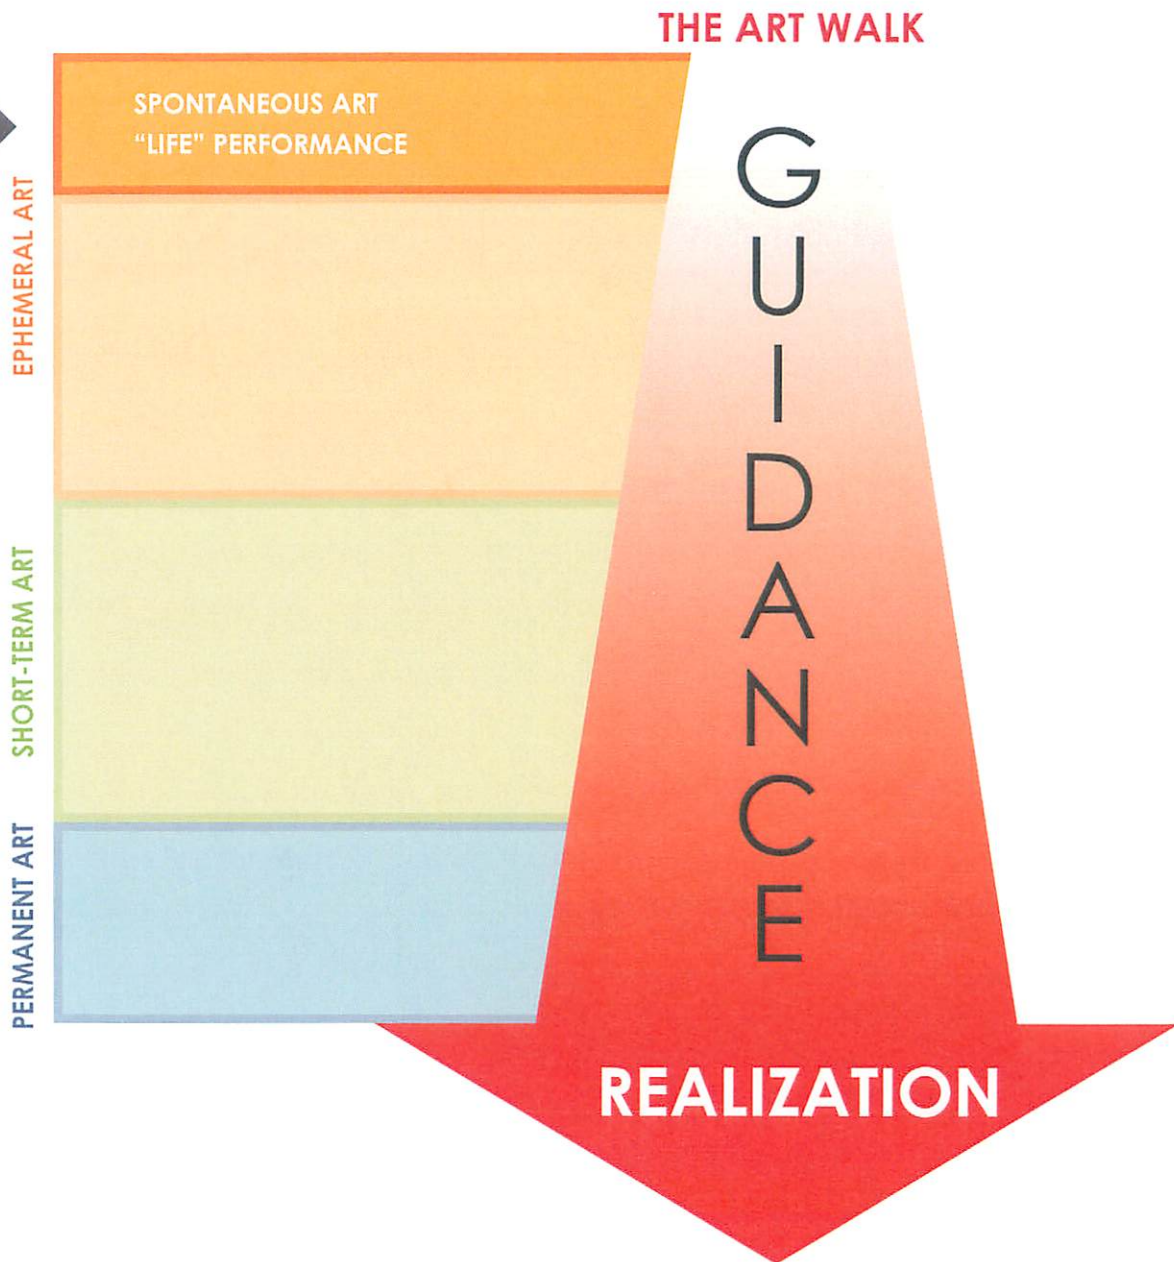 THE ART WALK
SPONTANEOUS ART
“LIFE” PERFORMANCE
EPHEMERAL ART
SHORT-TERM ART
PERMANENT ART
GUIDANCE
REALIZATION